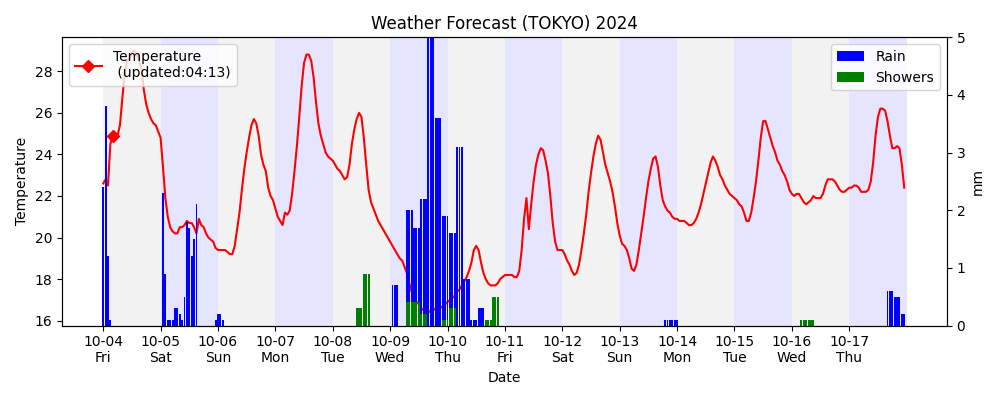 Weather Forecast (TOKYO) 2024
Temperature
(updated:04:13)
Rain
Showers
Temperature
28
26
24
22
20
18
16
5
4
3
2
1
0
mm
10-04 10-05 10-06 10-07 10-08 10-09 10-10 10-11 10-12 10-13 10-14 10-15 10-16 10-17
Fri Sat Sun Mon Tue Wed Thu Fri Sat Sun Mon Tue Wed Thu
Date